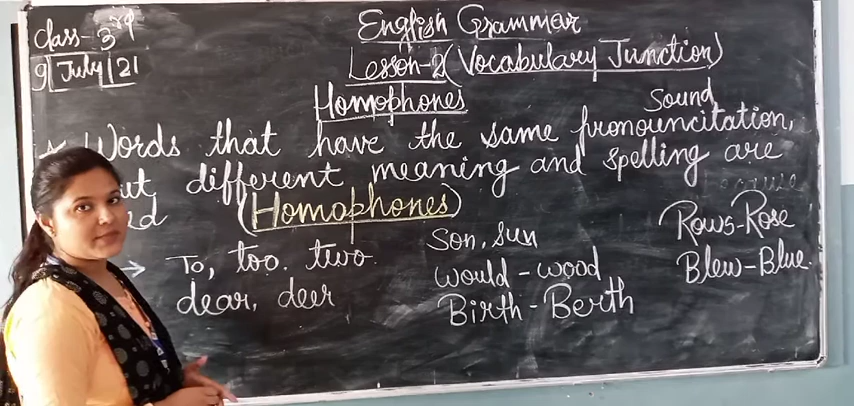 Class-3rd
9 July/21
English Grammar
Lesson-2 (Vocabulary Junction)
Homophones
Sound
Words that have the same pronouncitation,
ut different meaning and spelling are
ed (Homophones)
→ To, too. two.
dear, deer
Son, sun
would - wood
Birth - Berth
Rows-Rose
Blew-Blue.